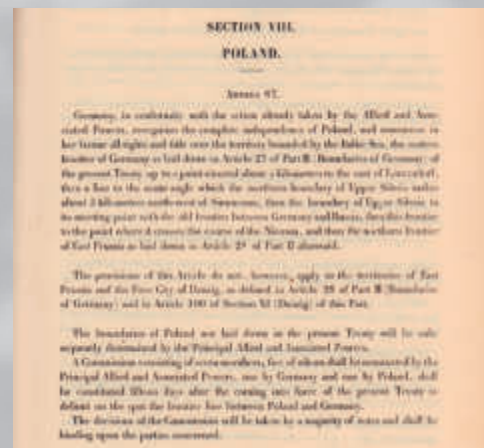 SECTION VIII.
POLAND.
Article 87.
Germany, in conformity with the action already taken by the Allied and Asso-
ciated Powers, recognizes the complete independence of Poland, and renounces in
her favour all rights and title over the territory bounded by the Baltic Sea, the eastern
frontier of Germany as laid down in Article 27 of Part II (Boundaries of Germany) of
the present Treaty up to a point situated about 2 kilometers to the east of
then a line to the acute angle which the northern boundary of Upper Silesia makes
about 3 kilometers north-west of Simmenau, then the boundary of Upper Silesia to
its meeting point with the old frontier between Germany and Russia, then this frontier
to the point where it crosses the course of the Niemen, and then the northern frontier
of East Prussia as laid down in Article 28 of Part II aforesaid.
The provisions of this Article do not, however, apply to the territories of East
Prussia and the Free City of Danzig, as defined in Article 28 of Part II (Boundaries
of Germany) and in Article 100 of Section XI (Danzig) of this Part.
The boundaries of Poland not laid down in the present Treaty will be subse-
quently determined by the Principal Allied and Associated Powers.
A Commission consisting of seven members, five of whom shall be nominated by the
Principal Allied and Associated Powers, one by Germany and one by Poland, shall
be constituted fifteen days after the coming into force of the present Treaty to
delimit on the spot the frontier line between Poland and Germany.
The decisions of the Commission will be taken by a majority of votes and shall be
binding upon the parties concerned.